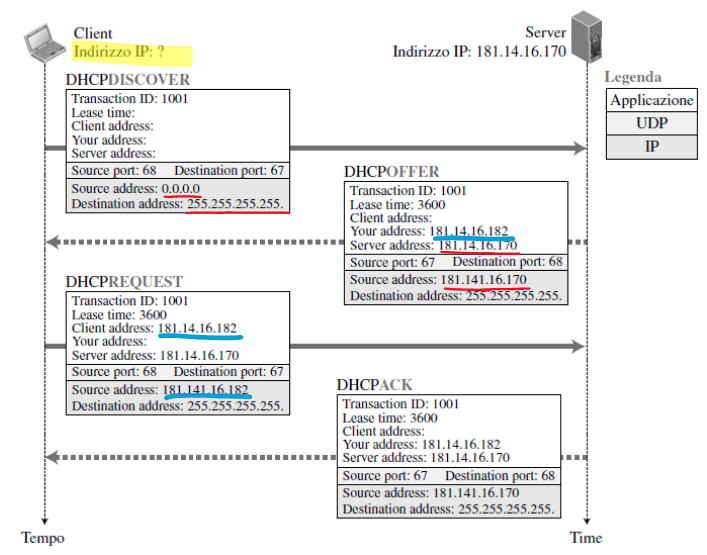 Client
Indirizzo IP: ?
Server
Indirizzo IP: 181.14.16.170
Legenda
Applicazione
UDP
IP
DHCPDISCOVER
Transaction ID: 1001
Lease time:
Client address:
Your address:
Server address:
Source port: 68 Destination port: 67
Source address: 0.0.0.0
Destination address: 255.255.255.255.
DHCPOFFER
Transaction ID: 1001
Lease time: 3600
Client address:
Your address: 181.14.16.182
Server address: 181.14.16.170
Source port: 67 Destination port: 68
Source address: 181.141.16.170
Destination address: 255.255.255.255.
DHCPREQUEST
Transaction ID: 1001
Lease time: 3600
Client address: 181.14.16.182
Your address:
Server address: 181.14.16.170
Source port: 68 Destination port: 67
Source address: 181.141.16.182
Destination address: 255.255.255.255.
DHCPACK
Transaction ID: 1001
Lease time: 3600
Client address:
Your address: 181.14.16.182
Server address: 181.14.16.170
Source port: 67 Destination port: 68
Source address: 181.141.16.170
Destination address: 255.255.255.255.
Tempo
Time